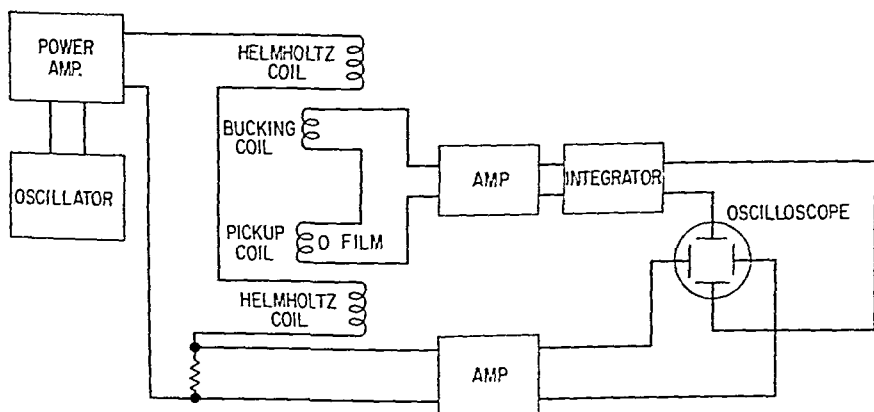 POWER
AMP.
OSCILLATOR
HELMHOLTZ
COIL
BUCKING
COIL
PICKUP
COIL
O FILM
HELMHOLTZ
COIL
AMP
INTEGRATOR
OSCILLOSCOPE
AMP